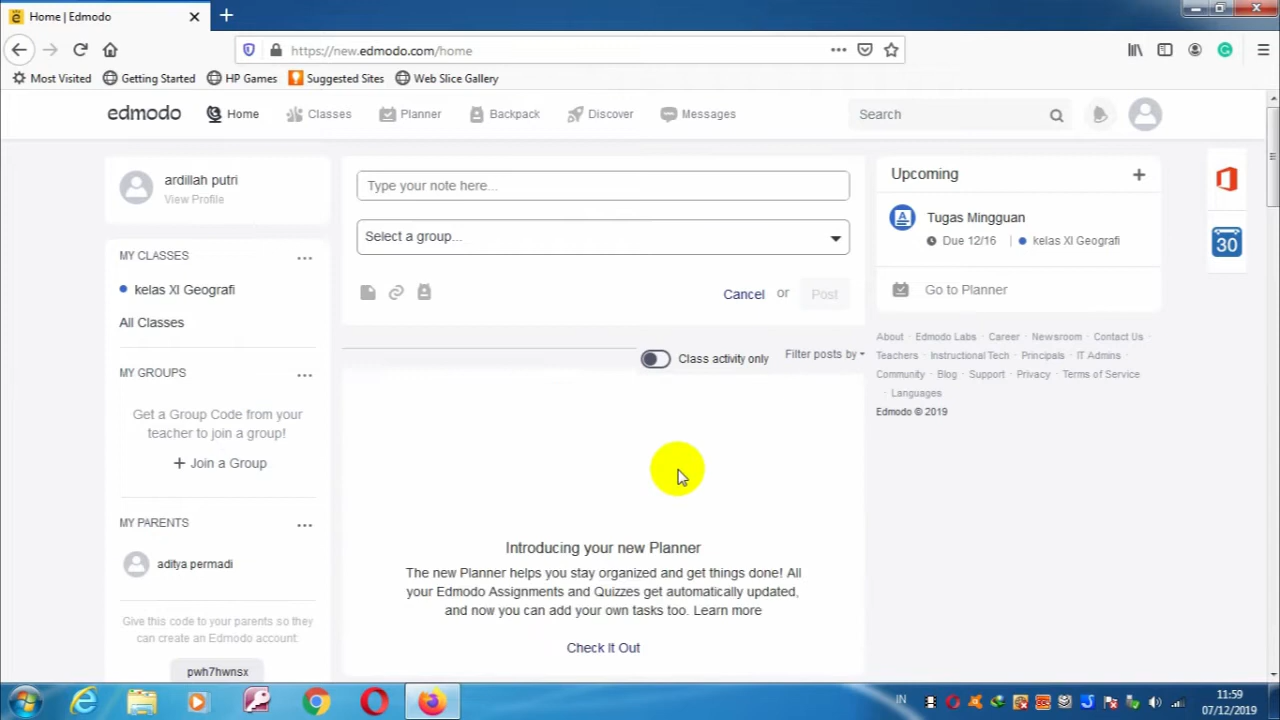 Home | Edmodo
https://new.edmodo.com/home
Most Visited
Getting Started
HP Games
Suggested Sites
Web Slice Gallery
edmodo
Home
Classes
Planner
Backpack
Discover
Messages
Search
ardillah putri
View Profile
MY CLASSES
kelas XI Geografi
All Classes
MY GROUPS
Get a Group Code from your
teacher to join a group!
+ Join a Group
MY PARENTS
aditya permadi
Give this code to your parents so they
can create an Edmodo account:
pwh7hwnsx
Type your note here...
Select a group...
Cancel or Post
Class activity only
Filter posts by
Introducing your new Planner
The new Planner helps you stay organized and get things done! All
your Edmodo Assignments and Quizzes get automatically updated,
and now you can add your own tasks too. Learn more
Check It Out
Upcoming
Tugas Mingguan
Due 12/16 | kelas XI Geografi
Go to Planner
About · Edmodo Labs · Career · Newsroom · Contact Us ·
Teachers · Instructional Tech · Principals · IT Admins ·
Community · Blog · Support · Privacy · Terms of Service
· Languages
Edmodo © 2019
30
IN
11:59
07/12/2019